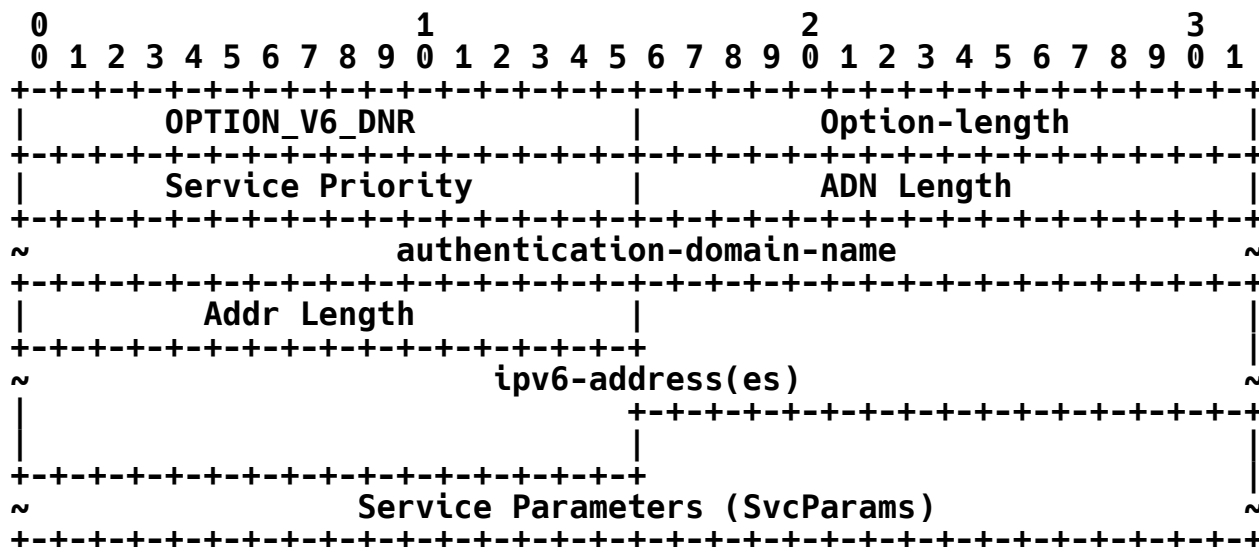 0                   1                   2                   3
 0 1 2 3 4 5 6 7 8 9 0 1 2 3 4 5 6 7 8 9 0 1 2 3 4 5 6 7 8 9 0 1
+-+-+-+-+-+-+-+-+-+-+-+-+-+-+-+-+-+-+-+-+-+-+-+-+-+-+-+-+-+-+-+-+
|       OPTION_V6_DNR           |         Option-length         |
+-+-+-+-+-+-+-+-+-+-+-+-+-+-+-+-+-+-+-+-+-+-+-+-+-+-+-+-+-+-+-+-+
|       Service Priority        |         ADN Length            |
+-+-+-+-+-+-+-+-+-+-+-+-+-+-+-+-+-+-+-+-+-+-+-+-+-+-+-+-+-+-+-+-+
~                   authentication-domain-name                  ~
+-+-+-+-+-+-+-+-+-+-+-+-+-+-+-+-+-+-+-+-+-+-+-+-+-+-+-+-+-+-+-+-+
|         Addr Length           |                               |
+-+-+-+-+-+-+-+-+-+-+-+-+-+-+-+-+                               |
~                        ipv6-address(es)                       ~
|                               +-+-+-+-+-+-+-+-+-+-+-+-+-+-+-+-+
|                               |                               |
+-+-+-+-+-+-+-+-+-+-+-+-+-+-+-+-+                               |
~                 Service Parameters (SvcParams)                ~
+-+-+-+-+-+-+-+-+-+-+-+-+-+-+-+-+-+-+-+-+-+-+-+-+-+-+-+-+-+-+-+-+